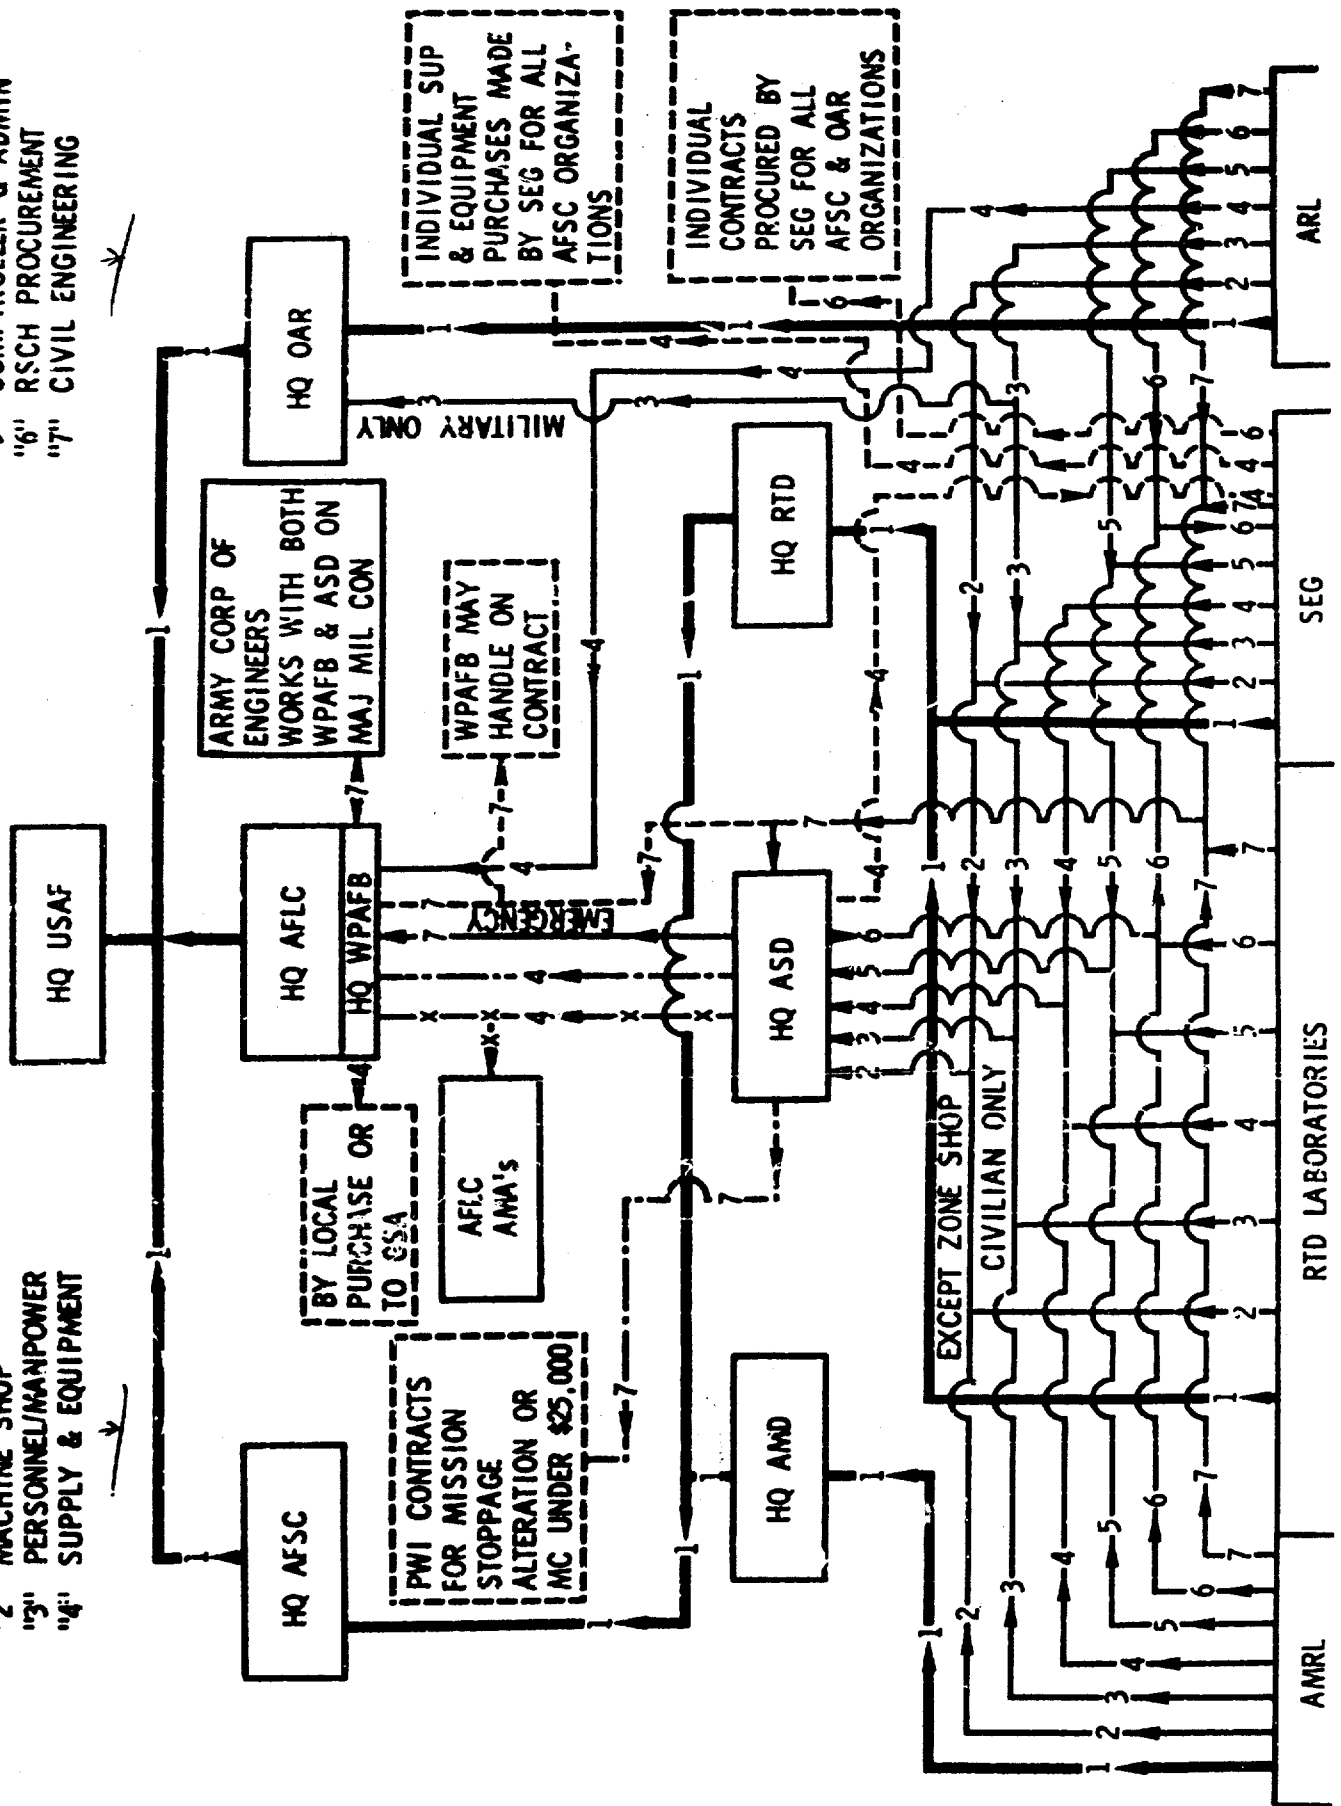 "2" MACHINE SHOP
"3" PERSONNEL/MANPOWER
"4" SUPPLY & EQUIPMENT
& ADMIN
"6" RSCH PROCUREMENT
"7" CIVIL ENGINEERING
HQ USAF
HQ AFSC
HQ AFLC
HQ WPAFB
HQ OAR
ARMY CORP OF
ENGINEERS
WORKS WITH BOTH
WPAFB & ASD ON
MAJ MIL CON
PWI CONTRACTS
FOR MISSION
STOPPAGE
ALTERATION OR
MC UNDER $25,000
BY LOCAL
PURCHASE OR
TO GSA
AFLC
AMA's
WPAFB MAY
HANDLE ON
CONTRACT
EMERGENCY
MILITARY ONLY
INDIVIDUAL SUP
& EQUIPMENT
PURCHASES MADE
BY SEG FOR ALL
AFSC ORGANIZA-
TIONS
INDIVIDUAL
CONTRACTS
PROCURED BY
SEG FOR ALL
AFSC & OAR
ORGANIZATIONS
HQ AMD
HQ ASD
HQ RTD
EXCEPT ZONE SHOP
CIVILIAN ONLY
AMRL
RTD LABORATORIES
SEG
ARL